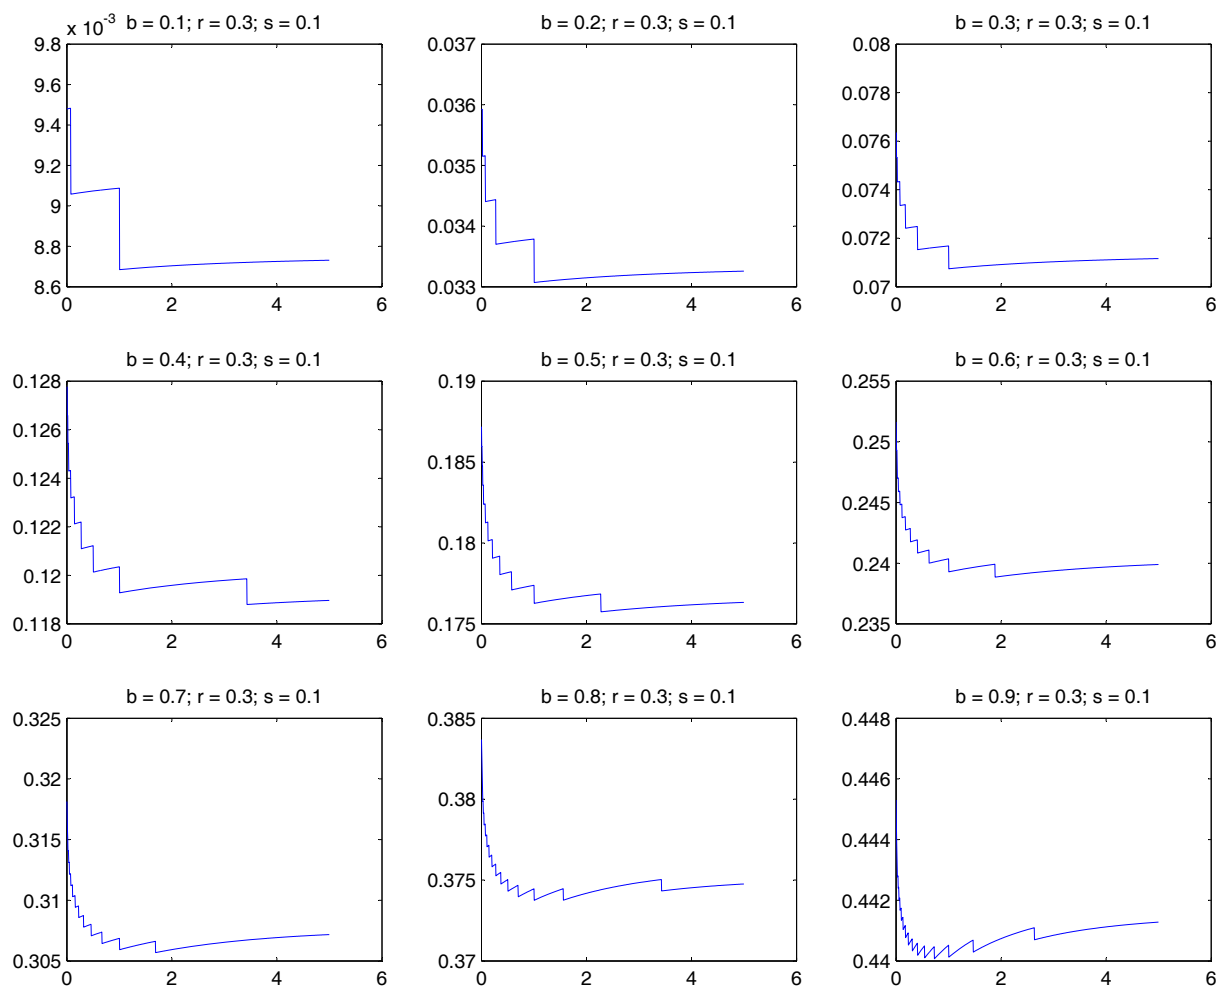 x 10⁻³ b = 0.1; r = 0.3; s = 0.1
9.8
9.6
9.4
9.2
9
8.8
8.6
0 2 4 6
b = 0.2; r = 0.3; s = 0.1
0.037
0.036
0.035
0.034
0.033
0 2 4 6
b = 0.3; r = 0.3; s = 0.1
0.08
0.078
0.076
0.074
0.072
0.07
0 2 4 6
b = 0.4; r = 0.3; s = 0.1
0.128
0.126
0.124
0.122
0.12
0.118
0 2 4 6
b = 0.5; r = 0.3; s = 0.1
0.19
0.185
0.18
0.175
0 2 4 6
b = 0.6; r = 0.3; s = 0.1
0.255
0.25
0.245
0.24
0.235
0 2 4 6
b = 0.7; r = 0.3; s = 0.1
0.325
0.32
0.315
0.31
0.305
0 2 4 6
b = 0.8; r = 0.3; s = 0.1
0.385
0.38
0.375
0.37
0 2 4 6
b = 0.9; r = 0.3; s = 0.1
0.448
0.446
0.444
0.442
0.44
0 2 4 6